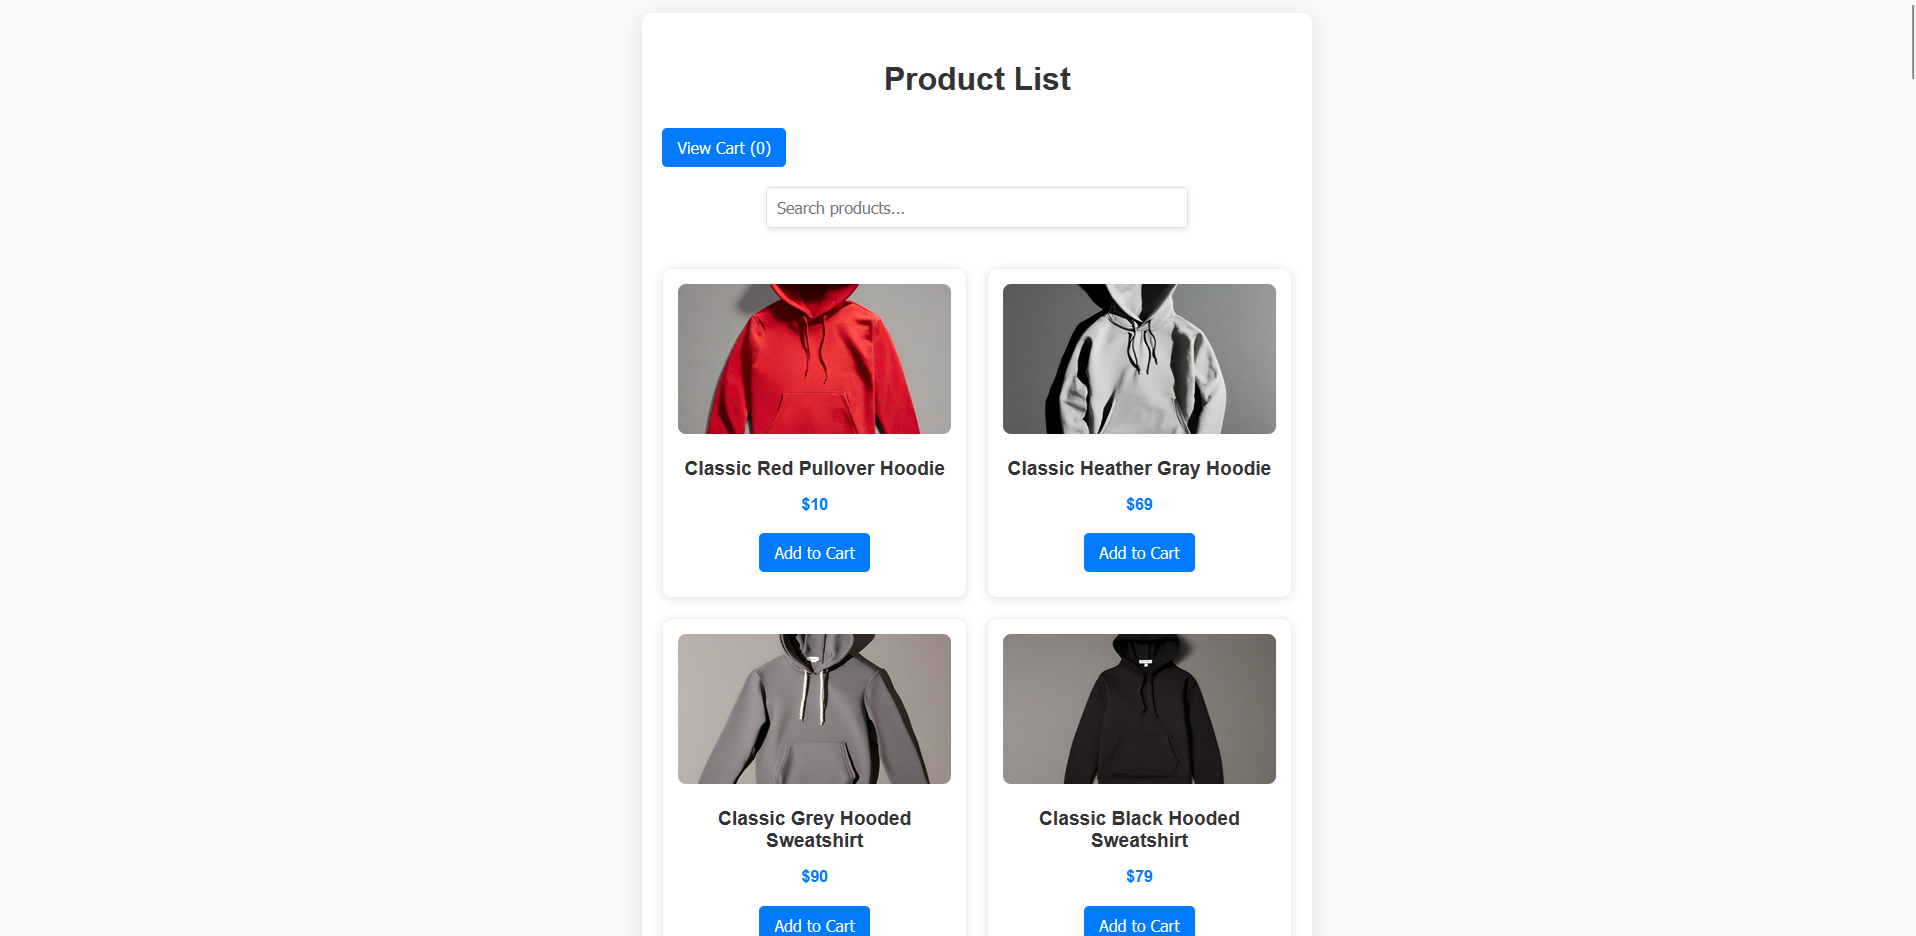 Product List
View Cart (0)
Search products...
Classic Red Pullover Hoodie
$10
Add to Cart
Classic Heather Gray Hoodie
$69
Add to Cart
Classic Grey Hooded
Sweatshirt
$90
Add to Cart
Classic Black Hooded
Sweatshirt
$79
Add to Cart